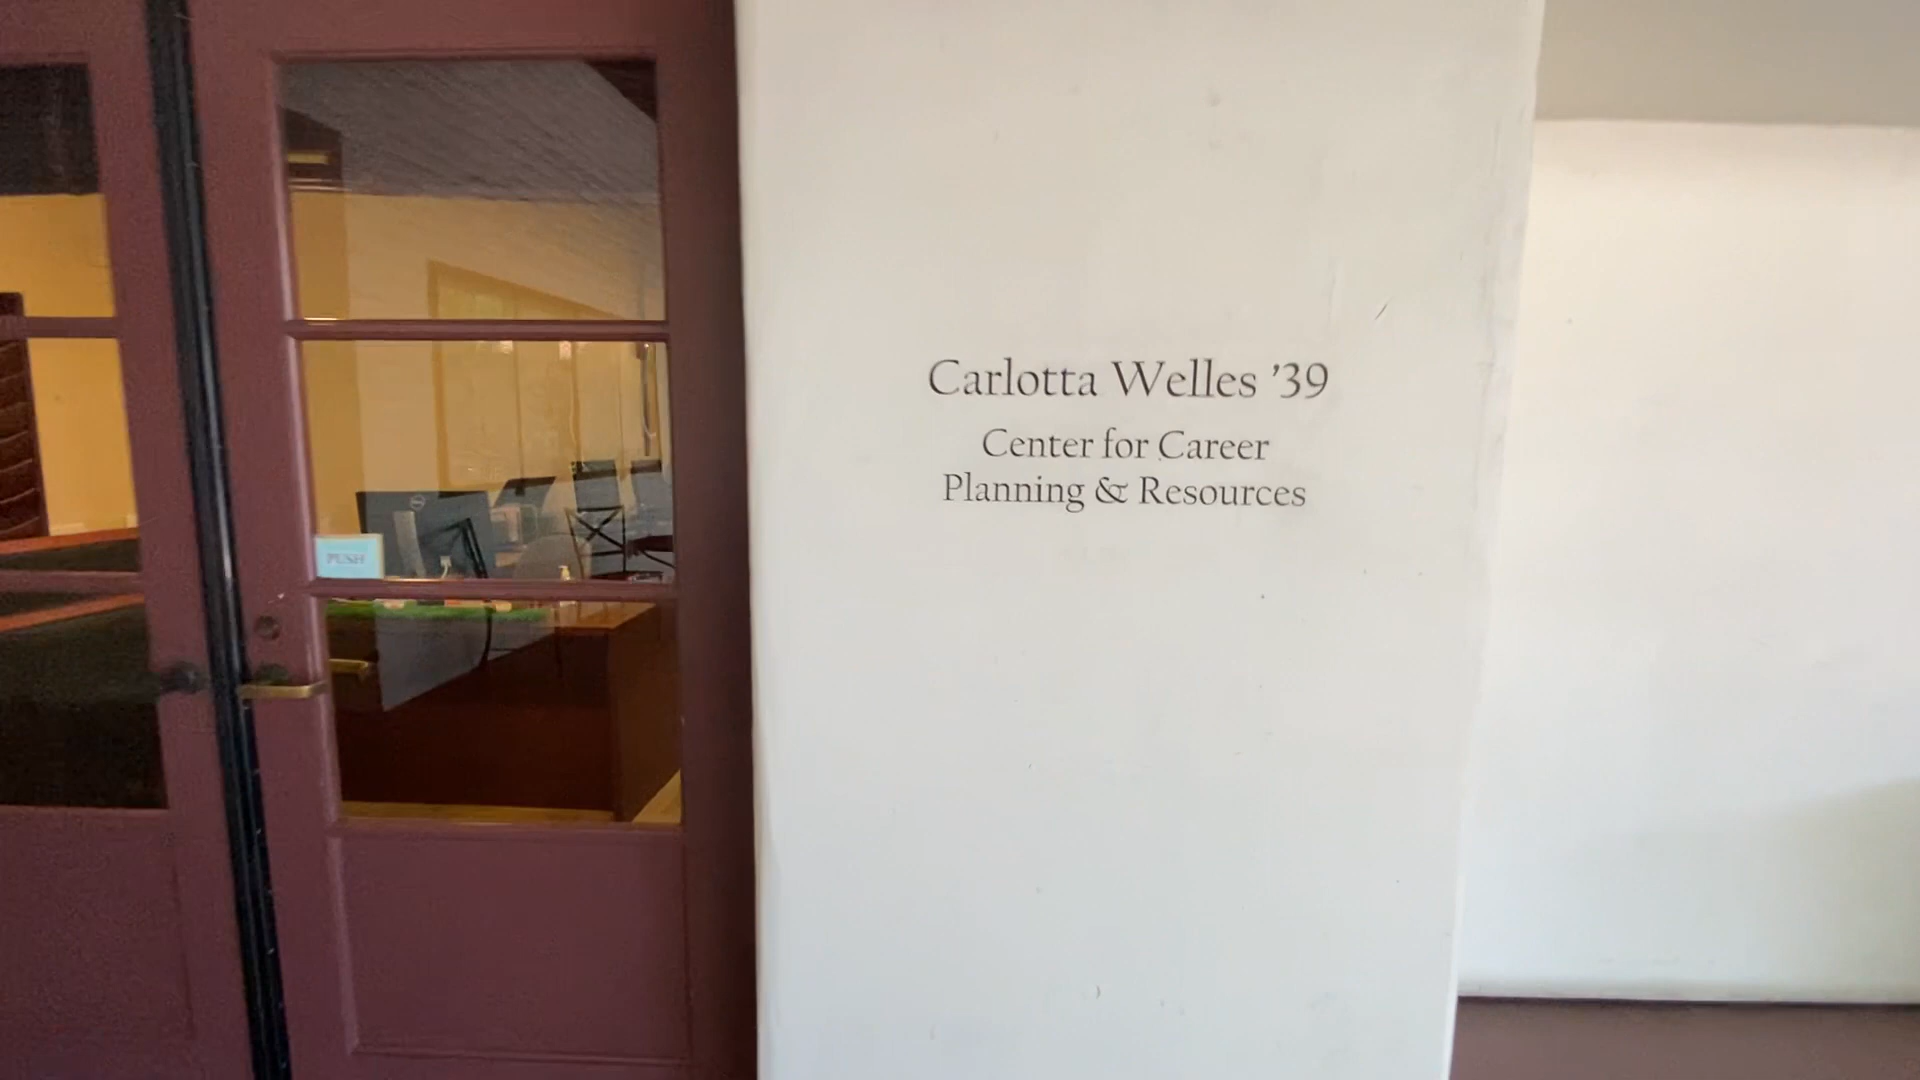 Carlotta Welles ’39
Center for Career
Planning & Resources
PUSH